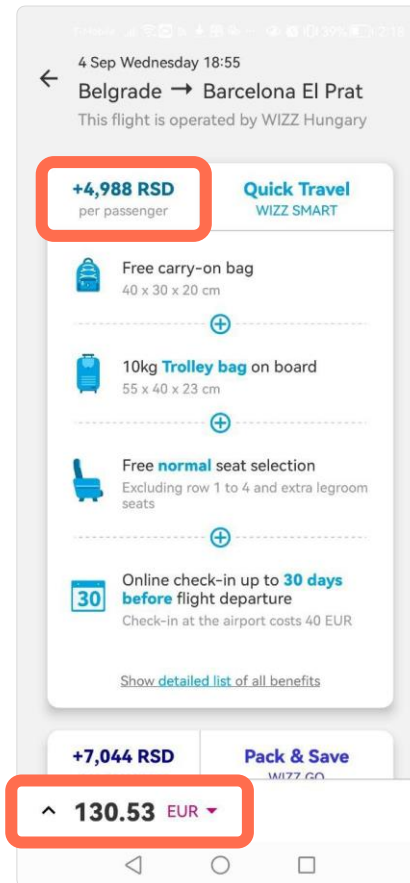 4 Sep Wednesday 18:55
Belgrade → Barcelona El Prat
This flight is operated by WIZZ Hungary
+4,988 RSD
per passenger
Quick Travel
WIZZ SMART
Free carry-on bag
40 x 30 x 20 cm
10kg Trolley bag on board
55 x 40 x 23 cm
Free normal seat selection
Excluding row 1 to 4 and extra legroom
seats
30
Online check-in up to 30 days
before flight departure
Check-in at the airport costs 40 EUR
Show detailed list of all benefits
+7,044 RSD
Pack & Save
WIZZ GO
130.53 EUR